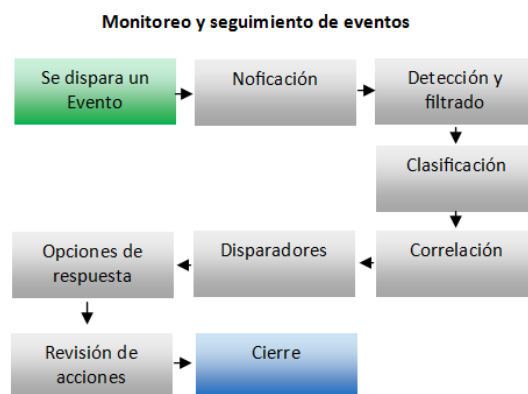 Monitoreo y seguimiento de eventos
Se dispara un
Evento
Noficación
Detección y
filtrado
Clasificación
Correlación
Disparadores
Opciones de
respuesta
Revisión de
acciones
Cierre